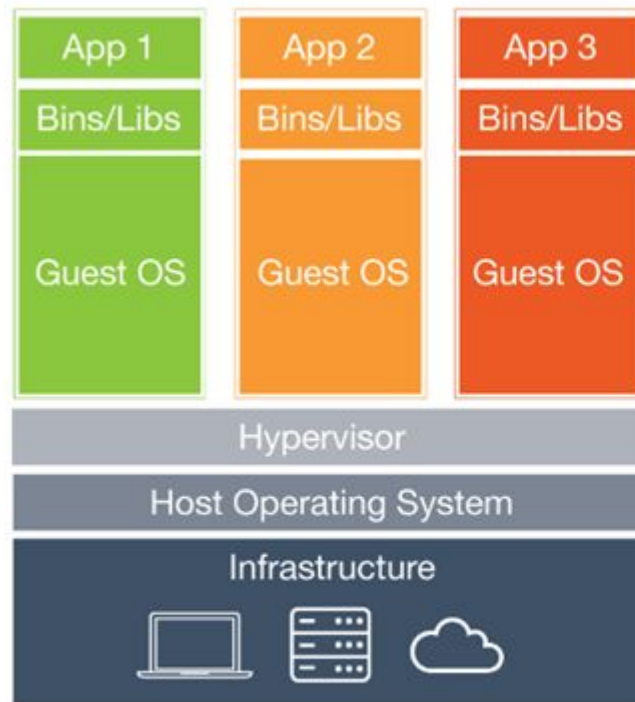 App 1
App 2
App 3
Bins/Libs
Bins/Libs
Bins/Libs
Guest OS
Guest OS
Guest OS
Hypervisor
Host Operating System
Infrastructure